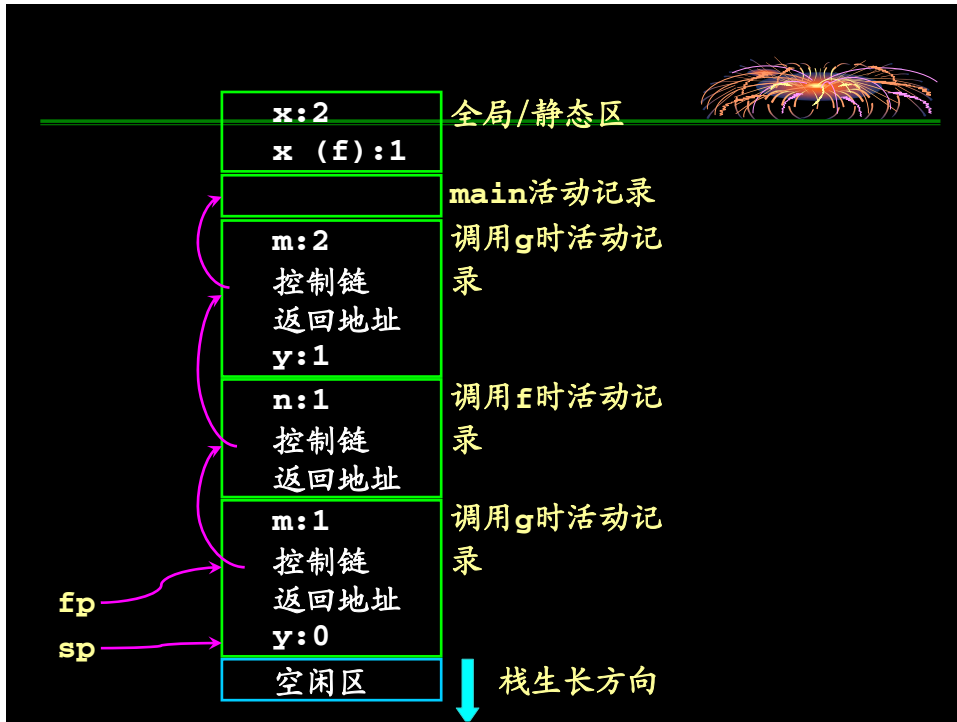 x:2 全局/静态区
x (f):1
main活动记录
m:2 调用g时活动记
控制链 录
返回地址
y:1
n:1 调用f时活动记
控制链 录
返回地址
m:1 调用g时活动记
控制链 录
fp 返回地址
sp y:0
空闲区 栈生长方向